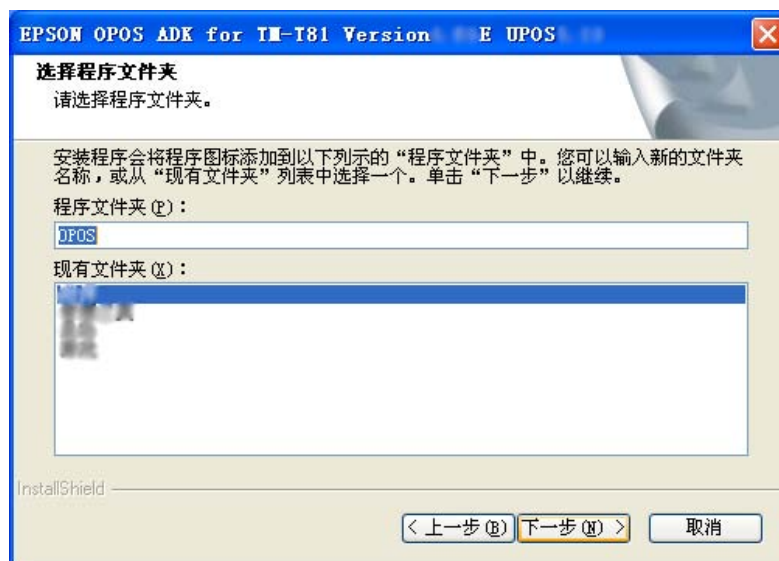 EPSON OPOS ADK for TM-T81 Version E UPOS
选择程序文件夹
请选择程序文件夹。
安装程序会将程序图标添加到以下列示的“程序文件夹”中。您可以输入新的文件夹
名称，或从“现有文件夹”列表中选择一个。单击“下一步”以继续。
程序文件夹(P)：
OPOS
现有文件夹(X)：
InstallShield
< 上一步(B)
下一步(N) >
取消